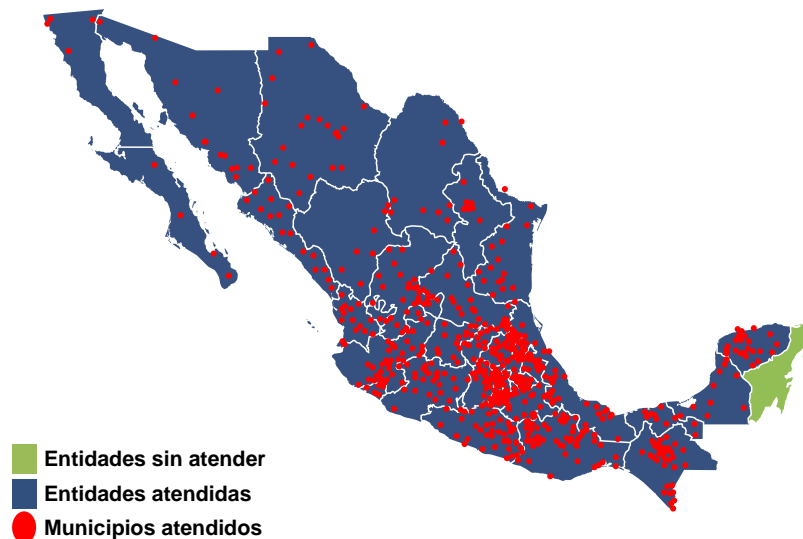 Entidades sin atender
Entidades atendidas
Municipios atendidos